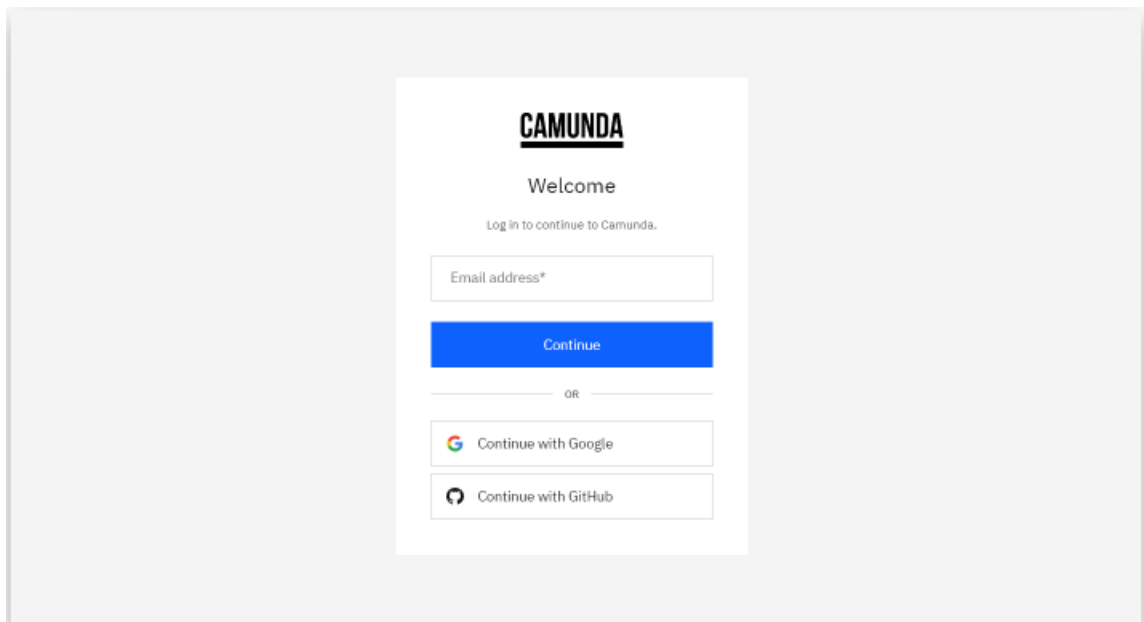 CAMUNDA
Welcome
Log in to continue to Camunda.
Email address*
Continue
OR
Continue with Google
Continue with GitHub